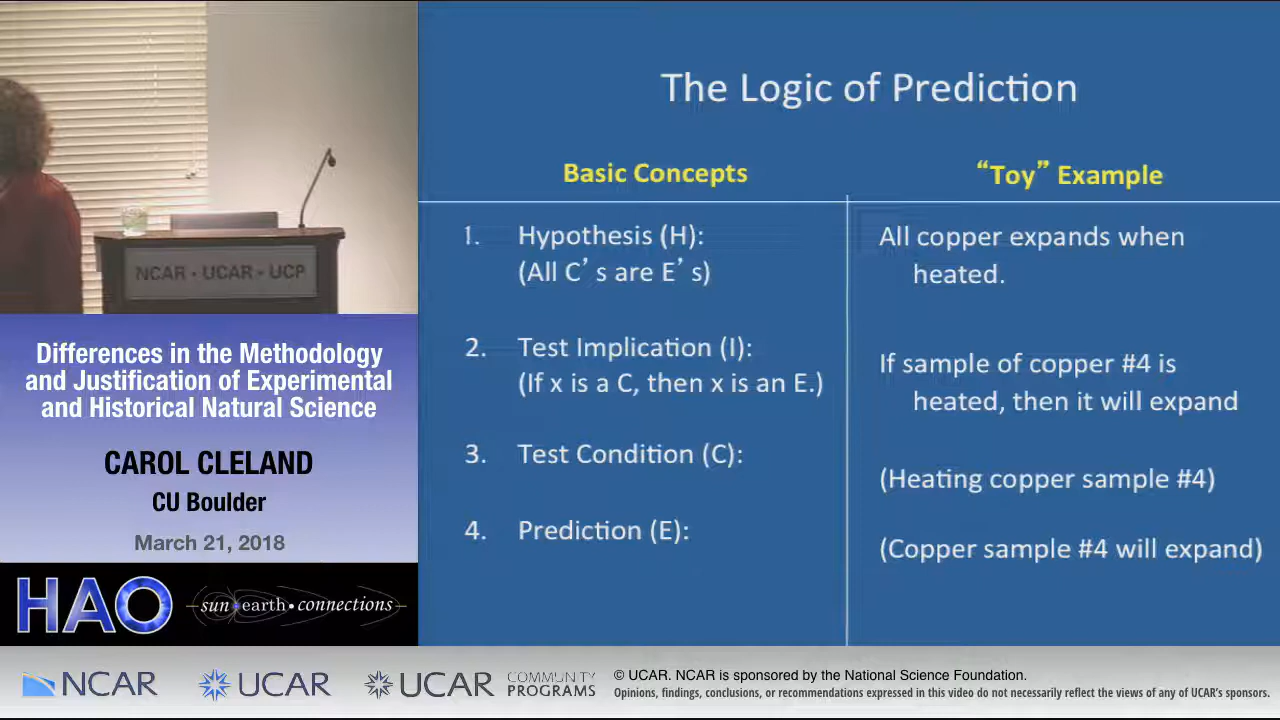 The Logic of Prediction
Basic Concepts
“Toy” Example
1. Hypothesis (H):
(All C’s are E’s)
All copper expands when
heated.
2. Test Implication (I):
(If x is a C, then x is an E.)
If sample of copper #4 is
heated, then it will expand
3. Test Condition (C):
(Heating copper sample #4)
4. Prediction (E):
(Copper sample #4 will expand)
NCAR • UCAR • UCP
Differences in the Methodology
and Justification of Experimental
and Historical Natural Science
CAROL CLELAND
CU Boulder
March 21, 2018
HAO
sun•earth•connections
NCAR
UCAR
UCAR
COMMUNITY
PROGRAMS
© UCAR. NCAR is sponsored by the National Science Foundation.
Opinions, findings, conclusions, or recommendations expressed in this video do not necessarily reflect the views of any of UCAR's sponsors.